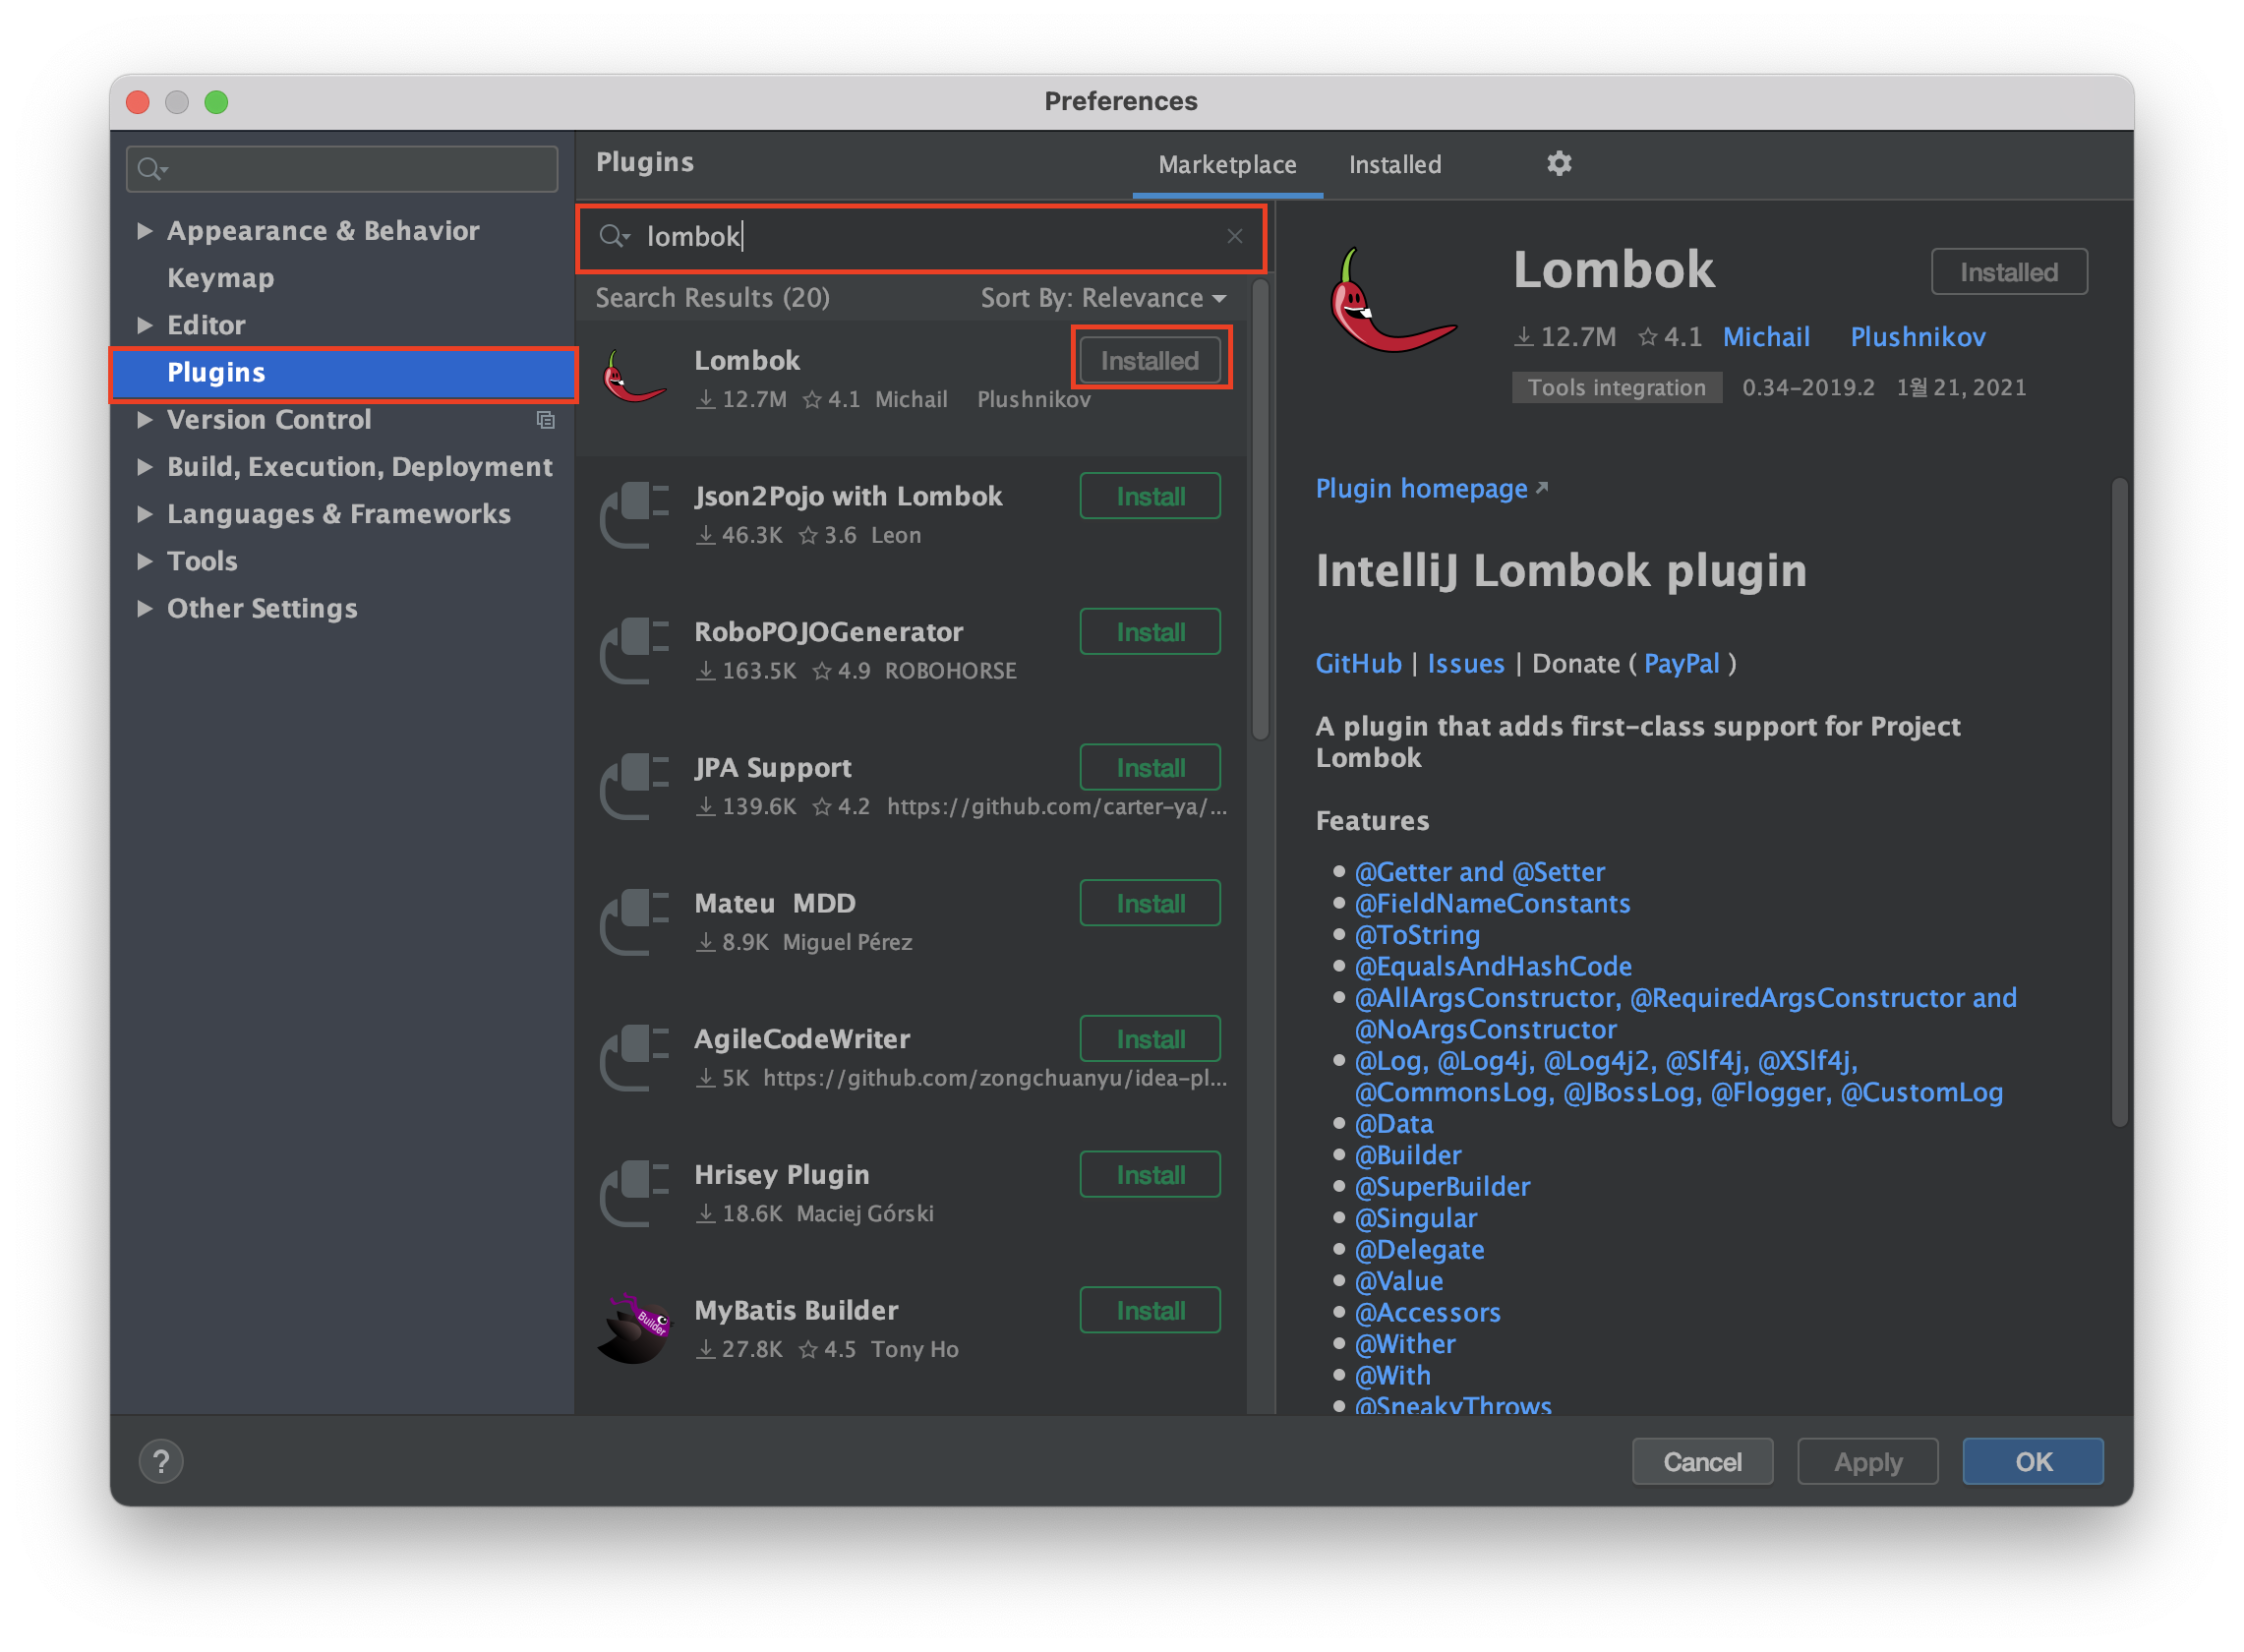 Preferences
Appearance & Behavior
Keymap
Editor
Plugins
Version Control
Build, Execution, Deployment
Languages & Frameworks
Tools
Other Settings
Plugins
Marketplace
Installed
lombok
Search Results (20)
Sort By: Relevance
Lombok
Installed
12.7M 4.1 Michail Plushnikov
Json2Pojo with Lombok
Install
46.3K 3.6 Leon
RoboPOJOGenerator
Install
163.5K 4.9 ROBOHORSE
JPA Support
Install
139.6K 4.2 https://github.com/carter-ya/...
Mateu MDD
Install
8.9K Miguel Pérez
AgileCodeWriter
Install
5K https://github.com/zongchuanyu/idea-pl...
Hrisey Plugin
Install
18.6K Maciej Górski
Builder
MyBatis Builder
Install
27.8K 4.5 Tony Ho
Lombok
Installed
12.7M 4.1 Michail Plushnikov
Tools integration 0.34-2019.2 1월 21, 2021
Plugin homepage
IntelliJ Lombok plugin
GitHub | Issues | Donate ( PayPal )
A plugin that adds first-class support for Project
Lombok
Features
@Getter and @Setter
@FieldNameConstants
@ToString
@EqualsAndHashCode
@AllArgsConstructor, @RequiredArgsConstructor and
@NoArgsConstructor
@Log, @Log4j, @Log4j2, @Slf4j, @XSlf4j,
@CommonsLog, @JBossLog, @Flogger, @CustomLog
@Data
@Builder
@SuperBuilder
@Singular
@Delegate
@Value
@Accessors
@Wither
@With
@SneakyThrows
?
Cancel
Apply
OK